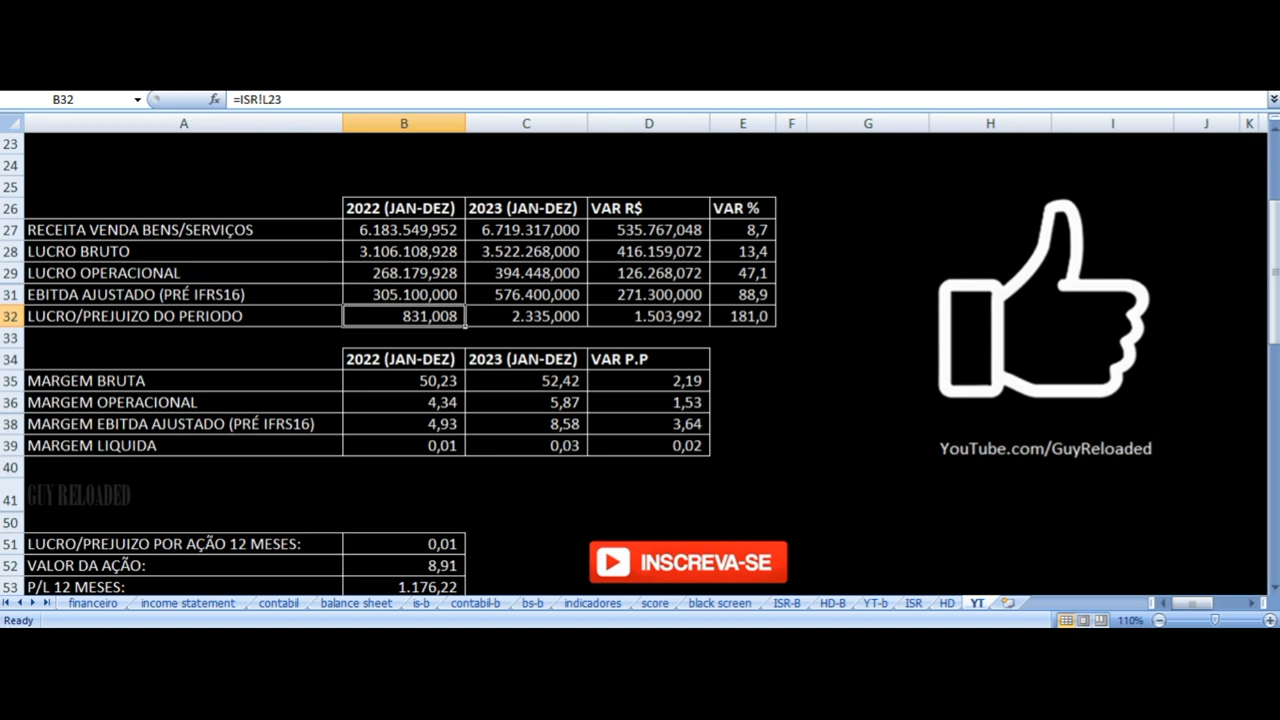 B32 fx =ISR!L23
A B C D E F G H I J K
23
24
25
26 2022 (JAN-DEZ) 2023 (JAN-DEZ) VAR R$ VAR %
27 RECEITA VENDA BENS/SERVIÇOS 6.183.549,952 6.719.317,000 535.767,048 8,7
28 LUCRO BRUTO 3.106.108,928 3.522.268,000 416.159,072 13,4
29 LUCRO OPERACIONAL 268.179,928 394.448,000 126.268,072 47,1
31 EBITDA AJUSTADO (PRÉ IFRS16) 305.100,000 576.400,000 271.300,000 88,9
32 LUCRO/PREJUIZO DO PERIODO 831,008 2.335,000 1.503,992 181,0
33
34 2022 (JAN-DEZ) 2023 (JAN-DEZ) VAR P.P
35 MARGEM BRUTA 50,23 52,42 2,19
36 MARGEM OPERACIONAL 4,34 5,87 1,53
38 MARGEM EBITDA AJUSTADO (PRÉ IFRS16) 4,93 8,58 3,64
39 MARGEM LIQUIDA 0,01 0,03 0,02
YouTube.com/GuyReloaded
40
41 GUY RELOADED
50
51 LUCRO/PREJUIZO POR AÇÃO 12 MESES: 0,01
52 VALOR DA AÇÃO: 8,91
INSCREVA-SE
53 P/L 12 MESES: 1.176,22
financeiro income statement contabil balance sheet is-b contabil-b bs-b indicadores score black screen ISR-B HD-B YT-b ISR HD YT
Ready 110%